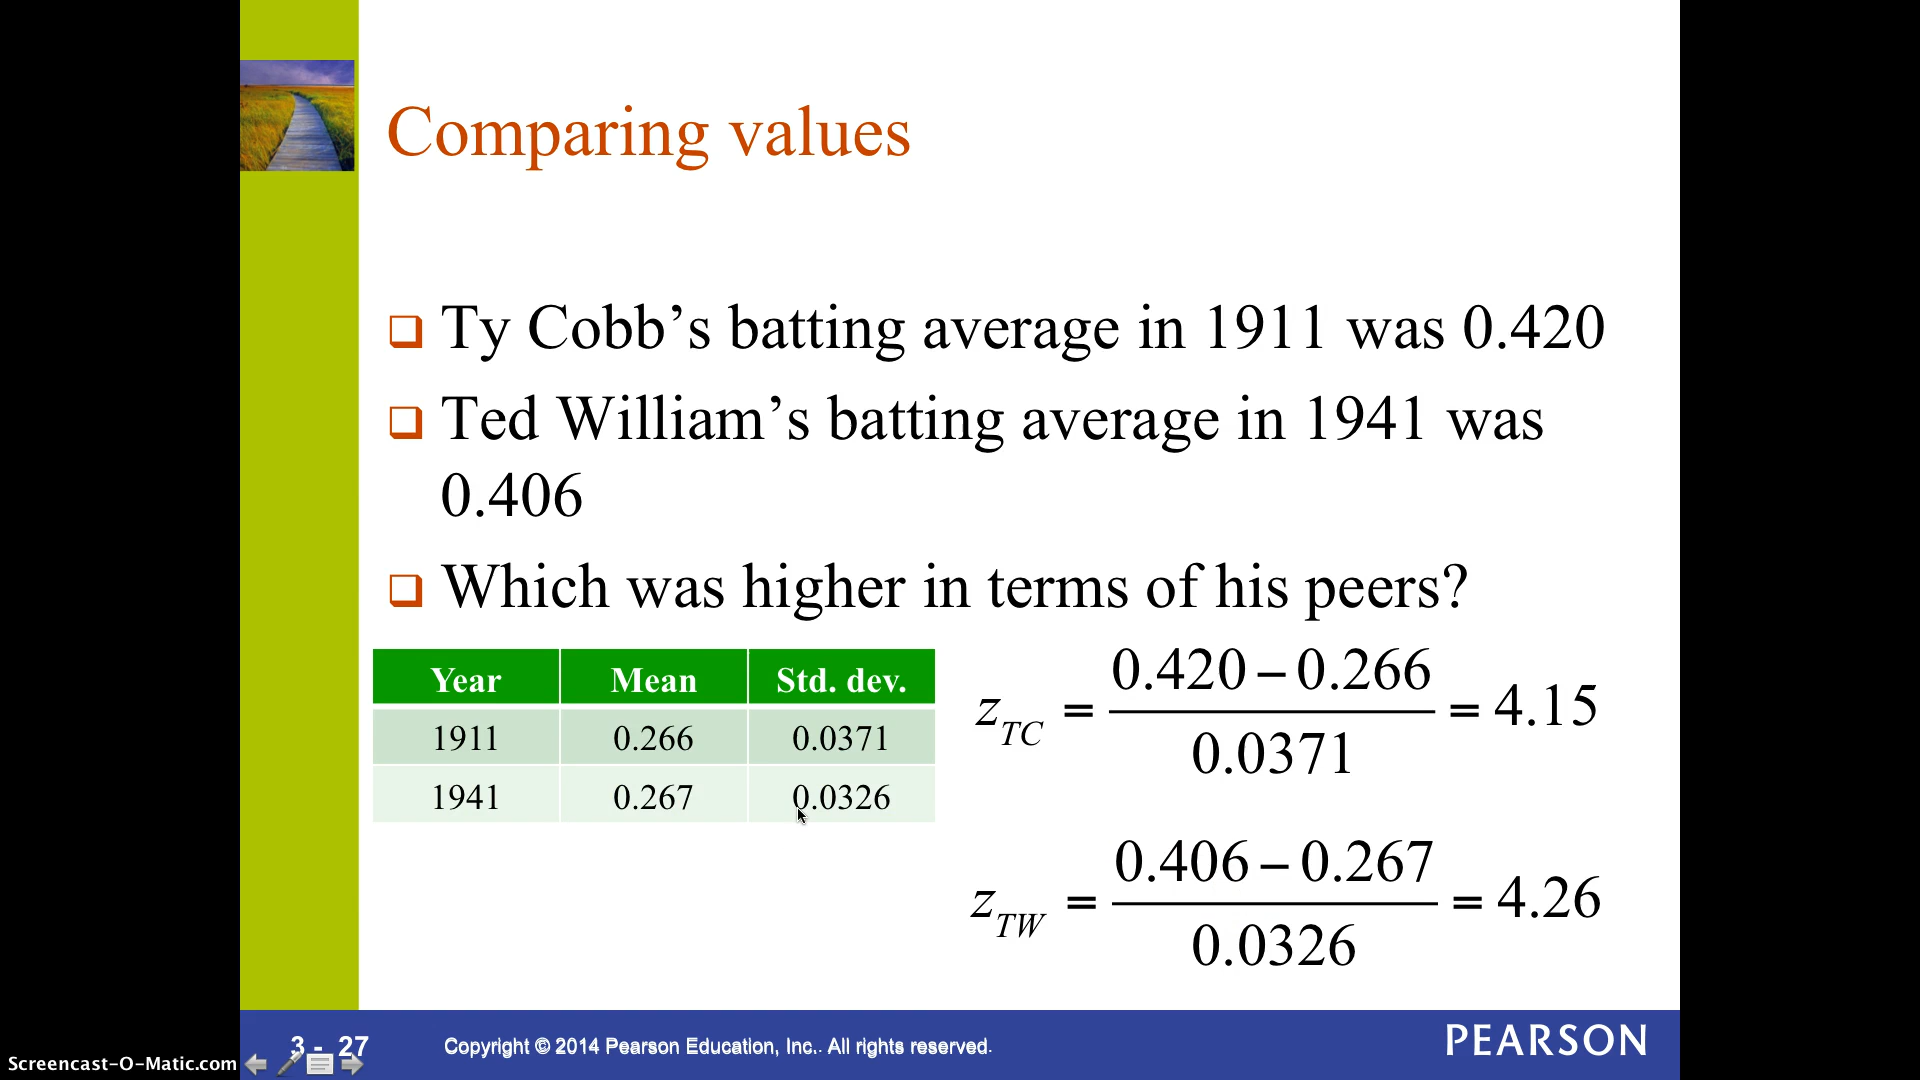 Comparing values
❑ Ty Cobb’s batting average in 1911 was 0.420
❑ Ted William’s batting average in 1941 was
0.406
❑ Which was higher in terms of his peers?
Year Mean Std. dev.
1911 0.266 0.0371
1941 0.267 0.0326
z_TC = (0.420 – 0.266) / 0.0371 = 4.15
z_TW = (0.406 – 0.267) / 0.0326 = 4.26
3 - 27
Copyright © 2014 Pearson Education, Inc.. All rights reserved.
PEARSON
Screencast-O-Matic.com